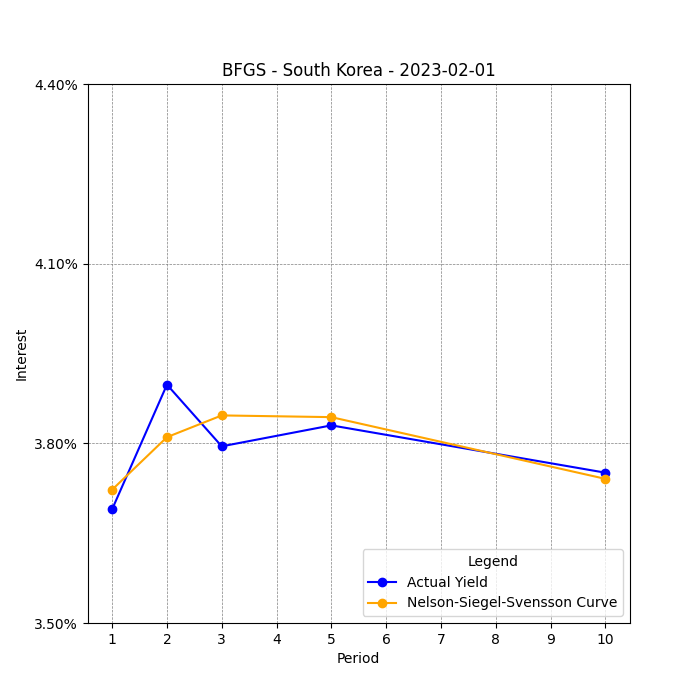 BFGS - South Korea - 2023-02-01
4.40%
4.10%
3.80%
3.50%
Interest
1 2 3 4 5 6 7 8 9 10
Period
Legend
Actual Yield
Nelson-Siegel-Svensson Curve